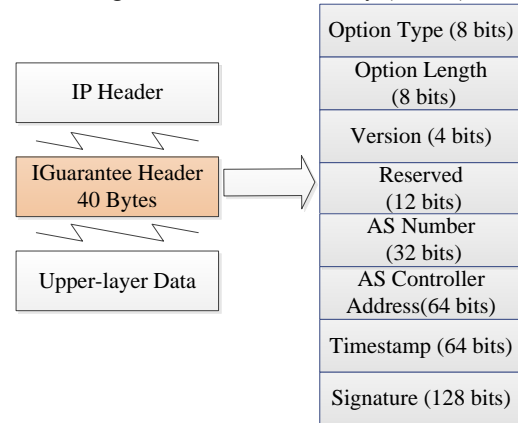 IP Header
IGuarantee Header
40 Bytes
Upper-layer Data
Option Type (8 bits)
Option Length
(8 bits)
Version (4 bits)
Reserved
(12 bits)
AS Number
(32 bits)
AS Controller
Address(64 bits)
Timestamp (64 bits)
Signature (128 bits)